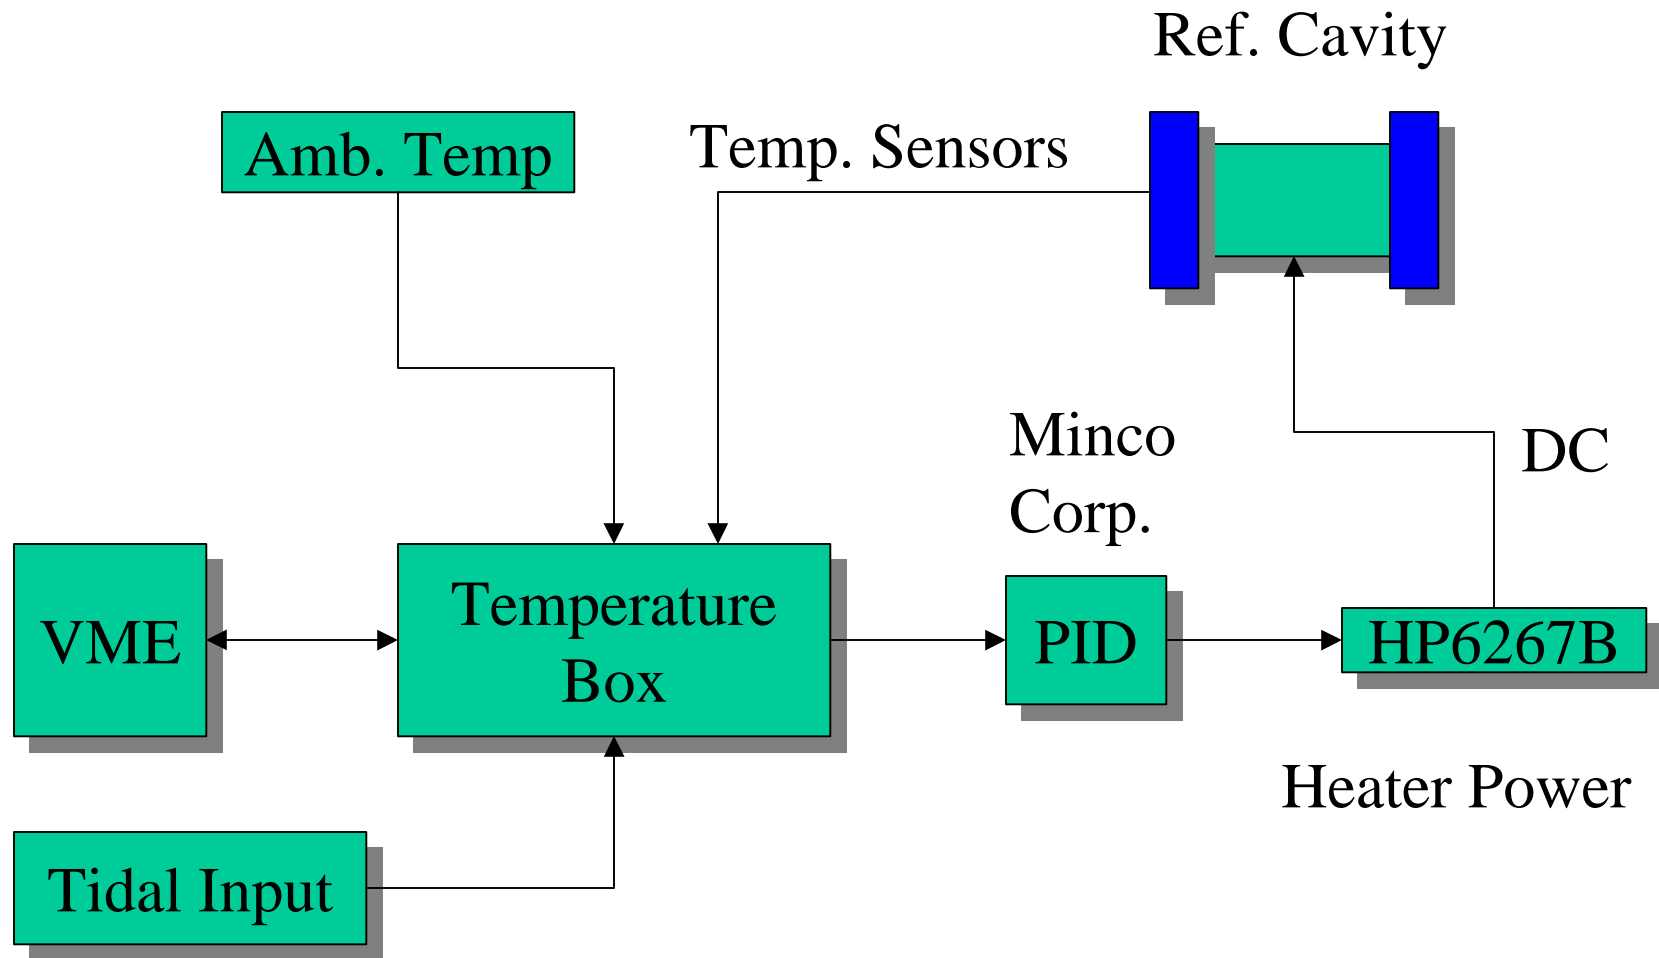 Ref. Cavity
Amb. Temp
Temp. Sensors
Minco
Corp.
DC
VME
Temperature
Box
PID
HP6267B
Heater Power
Tidal Input